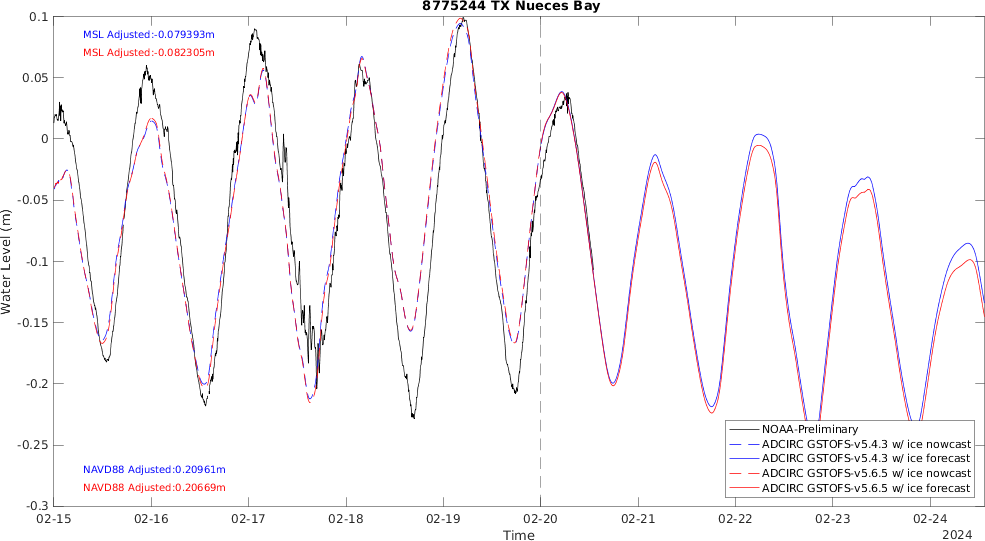 8775244 TX Nueces Bay
0.1
0.05
0
-0.05
-0.1
-0.15
-0.2
-0.25
-0.3
Water Level (m)
MSL Adjusted:-0.079393m
MSL Adjusted:-0.082305m
NAVD88 Adjusted:0.20961m
NAVD88 Adjusted:0.20669m
NOAA-Preliminary
ADCIRC GSTOFS-v5.4.3 w/ ice nowcast
ADCIRC GSTOFS-v5.4.3 w/ ice forecast
ADCIRC GSTOFS-v5.6.5 w/ ice nowcast
ADCIRC GSTOFS-v5.6.5 w/ ice forecast
02-15 02-16 02-17 02-18 02-19 02-20 02-21 02-22 02-23 02-24
Time
2024